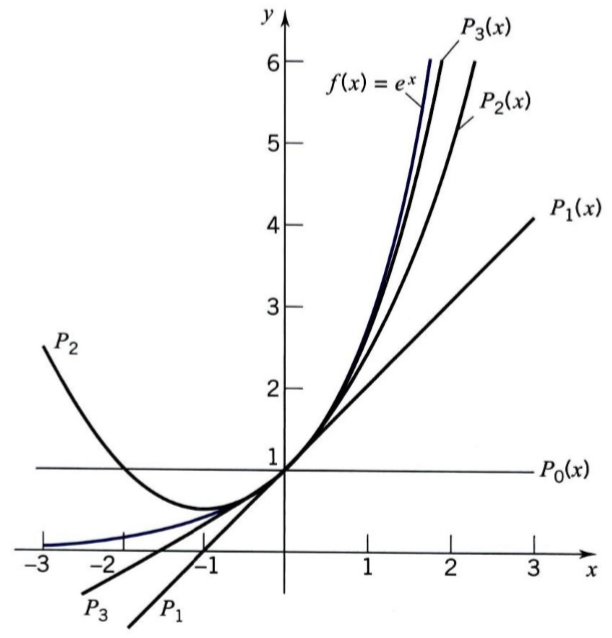 y
P₃(x)
6
f(x) = eˣ
P₂(x)
5
P₁(x)
4
3
P₂
2
1
P₀(x)
−3
−2
−1
1
2
3
x
P₃
P₁